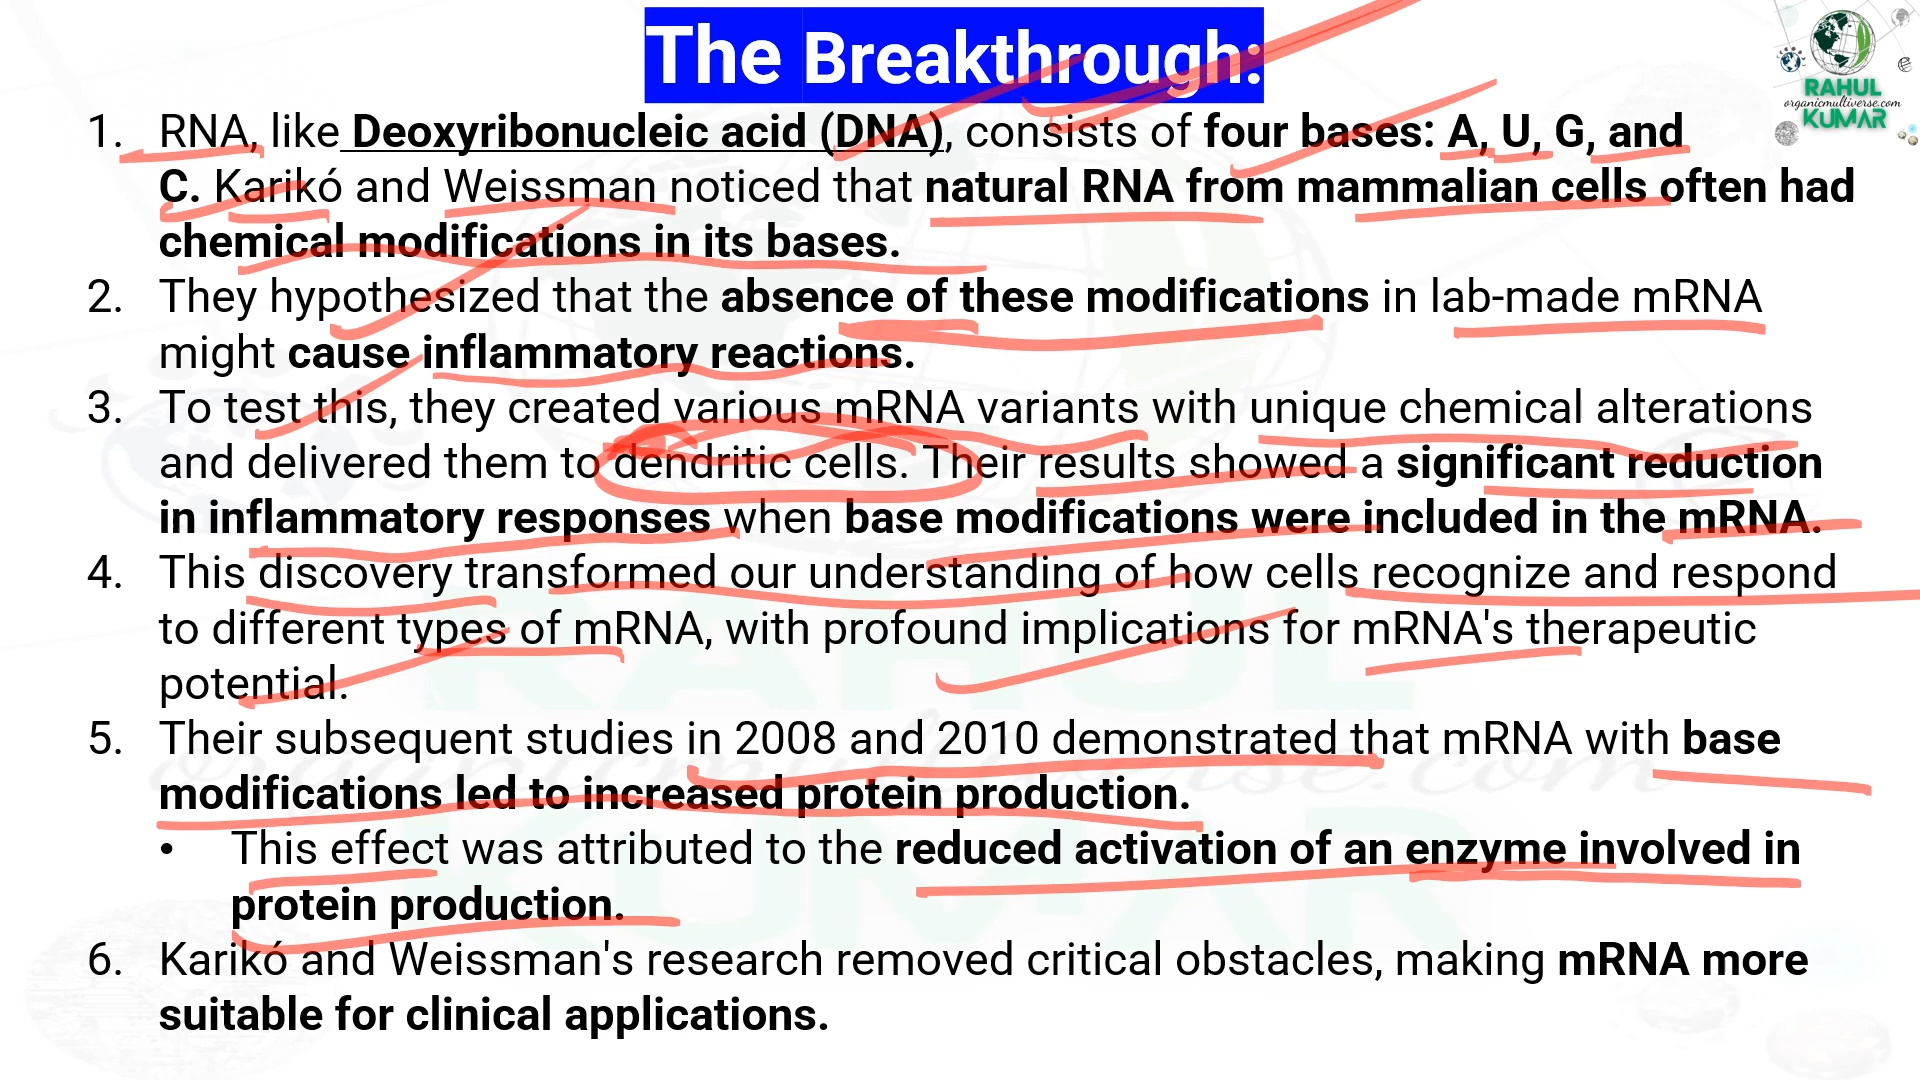 The Breakthrough:
RAHUL
organicmultiverse.com
KUMAR
1. RNA, like Deoxyribonucleic acid (DNA), consists of four bases: A, U, G, and
C. Karikó and Weissman noticed that natural RNA from mammalian cells often had
chemical modifications in its bases.
2. They hypothesized that the absence of these modifications in lab-made mRNA
might cause inflammatory reactions.
3. To test this, they created various mRNA variants with unique chemical alterations
and delivered them to dendritic cells. Their results showed a significant reduction
in inflammatory responses when base modifications were included in the mRNA.
4. This discovery transformed our understanding of how cells recognize and respond
to different types of mRNA, with profound implications for mRNA's therapeutic
potential.
5. Their subsequent studies in 2008 and 2010 demonstrated that mRNA with base
modifications led to increased protein production.
• This effect was attributed to the reduced activation of an enzyme involved in
protein production.
6. Karikó and Weissman's research removed critical obstacles, making mRNA more
suitable for clinical applications.
RAHUL
organicmultiverse.com
KUMAR